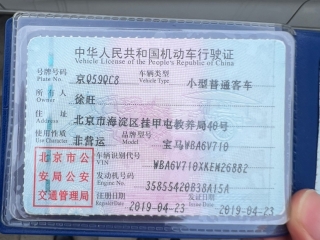 中华人民共和国机动车行驶证
Vehicle License of the People's Republic of China
号牌号码 京Q59QC8 车辆类型 小型普通客车
Plate No. Vehicle Type
所有人 徐旺
Owner
住 址 北京市海淀区挂甲屯教养局46号
Address
使用性质 非营运 品牌型号 宝马WBA6V710
Model
北京市公安局公安交通管理局
车辆识别代号
VIN WBA6V710XKEM26882
发动机号码 35855420B38A15A
Engine No.
注册日期 2019-04-23 发证日期 2019-04-23
Issue Date